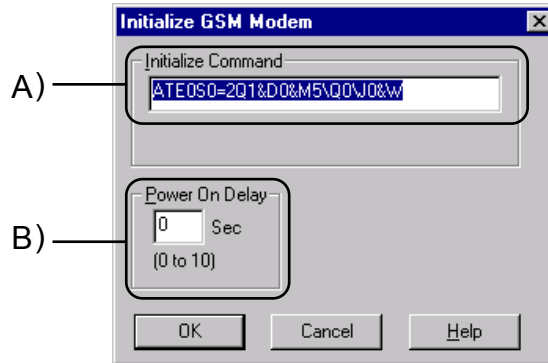 Initialize GSM Modem
A)
Initialize Command
ATE0S0=2Q1&D0&M5\Q0\J0&W
B)
Power On Delay
0 Sec
(0 to 10)
OK Cancel Help